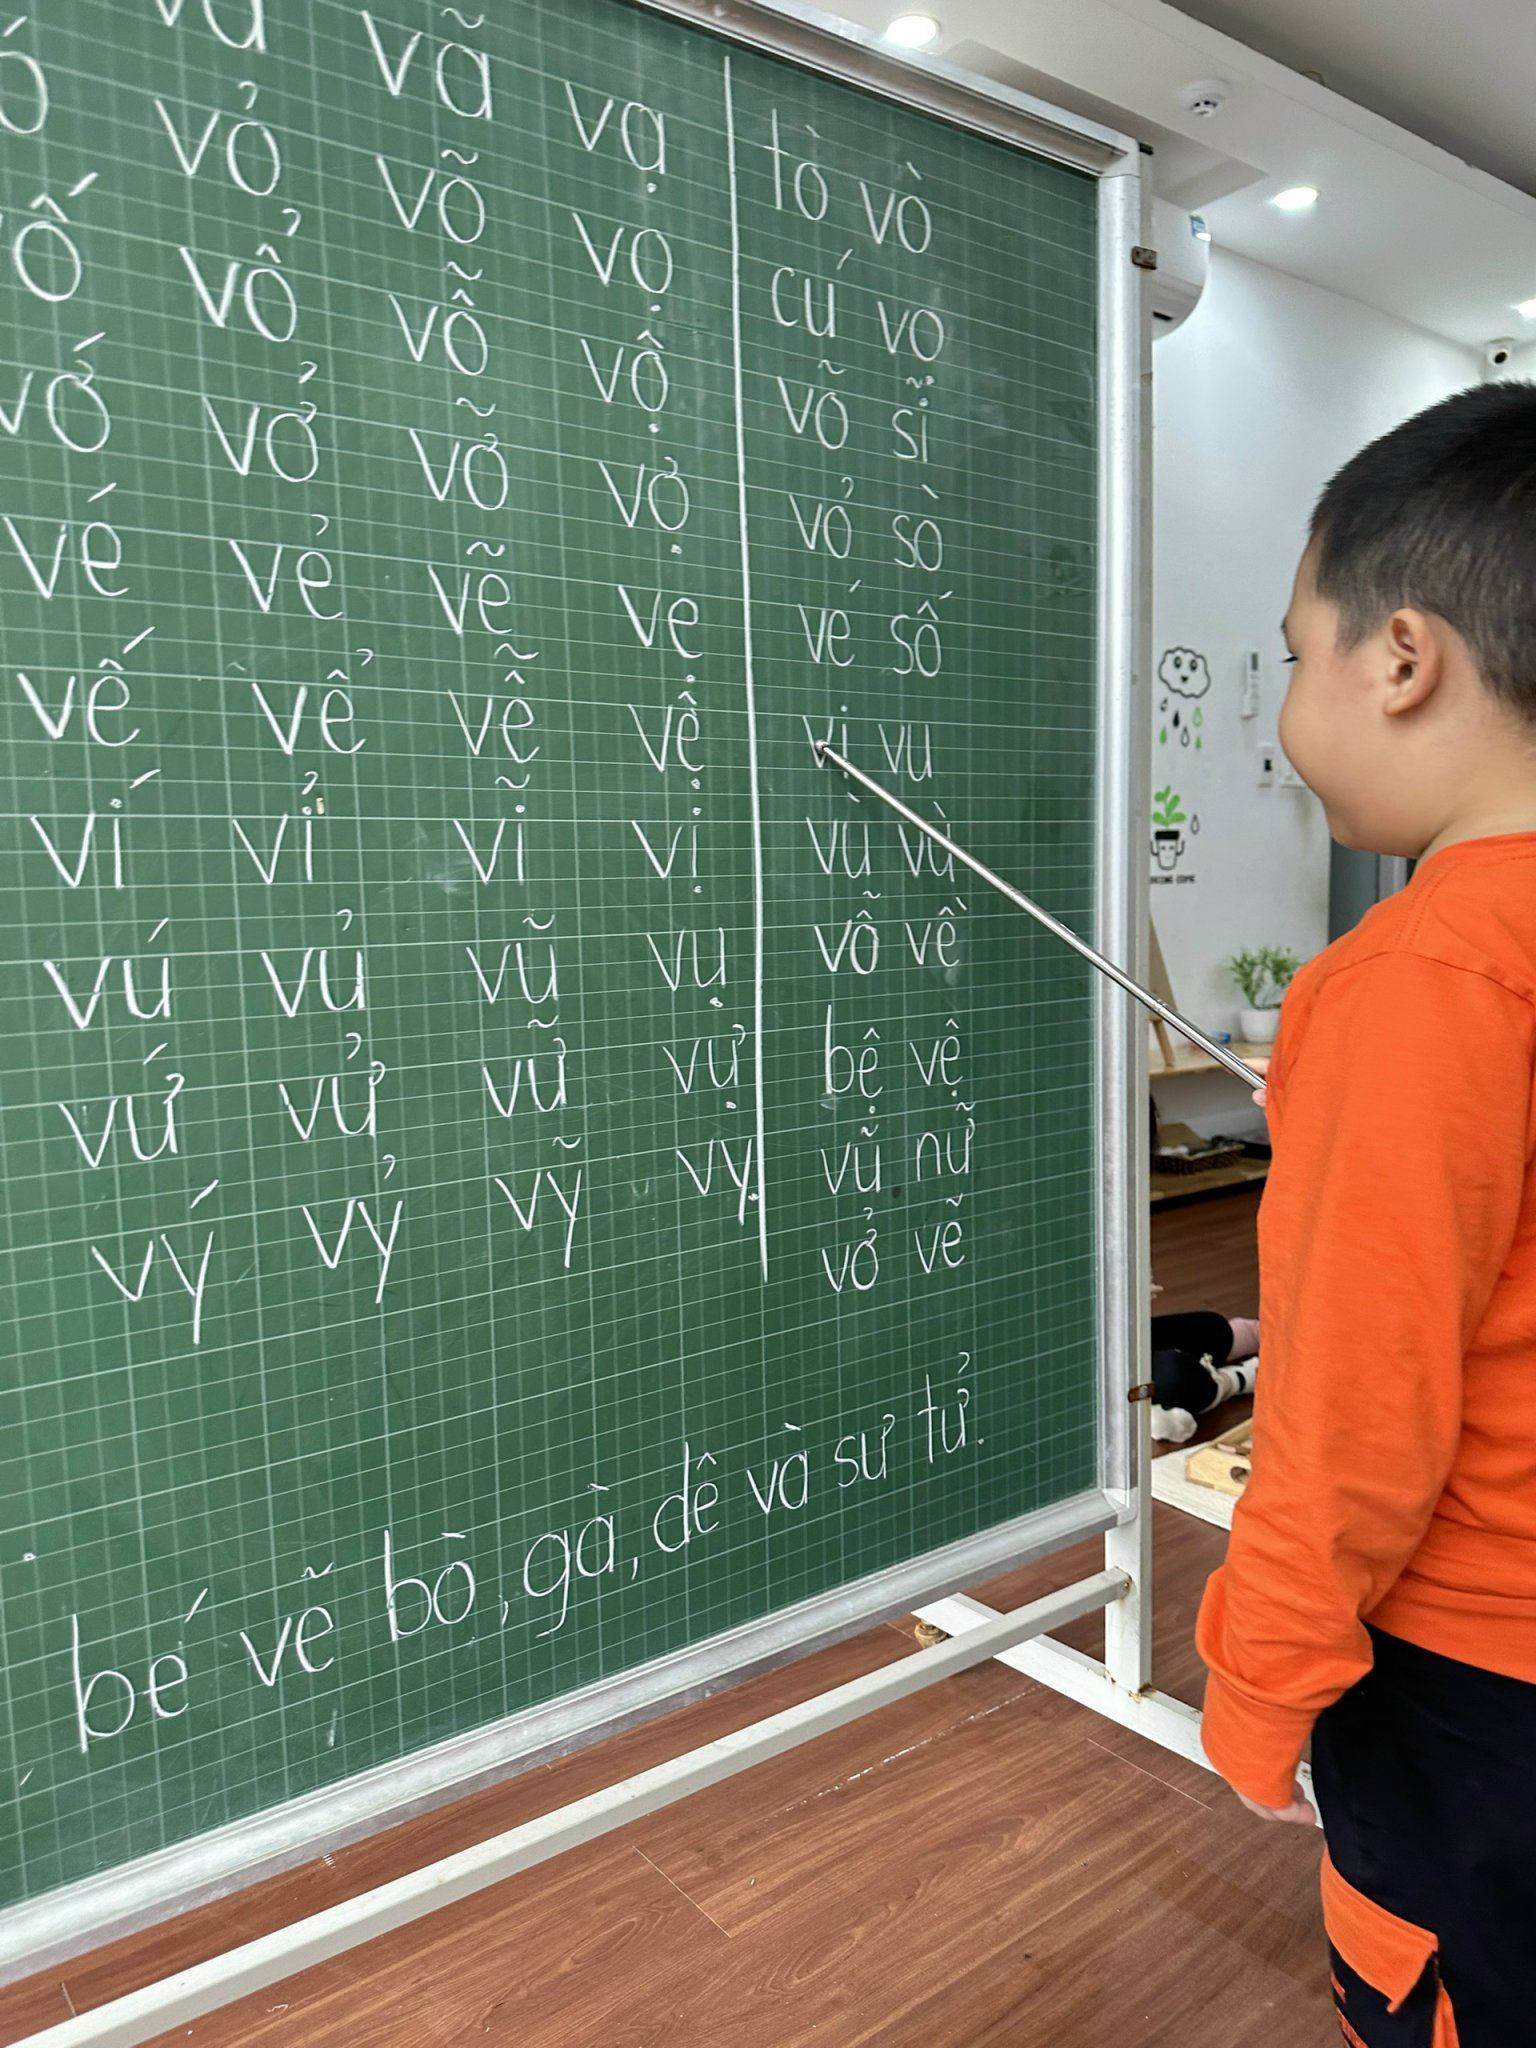 vã vạ
vỏ võ vọ
vố vổ vỗ vộ
vớ vở vỡ vợ
vé vẻ vẽ vẹ
vế vể vễ vệ
ví vỉ vĩ vị
vú vủ vũ vụ
vứ vử vữ vự
vý vỷ vỹ vỵ
tò vò
cú vọ
võ sĩ
vỏ sò
vé số
vi vu
vù vù
vỗ về
bệ vệ
vũ nữ
vở vẽ
bé vẽ bò, gà, dê và sư tử.